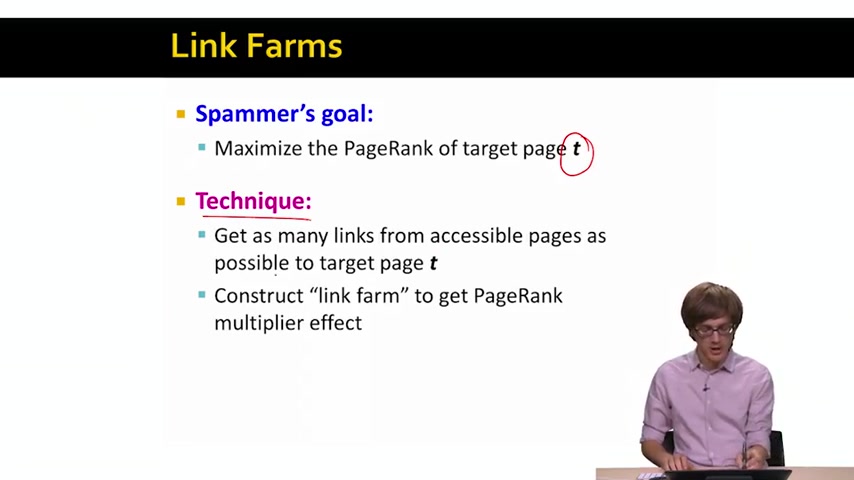 Link Farms
Spammer's goal:
Maximize the PageRank of target page t
Technique:
Get as many links from accessible pages as
possible to target page t
Construct “link farm” to get PageRank
multiplier effect